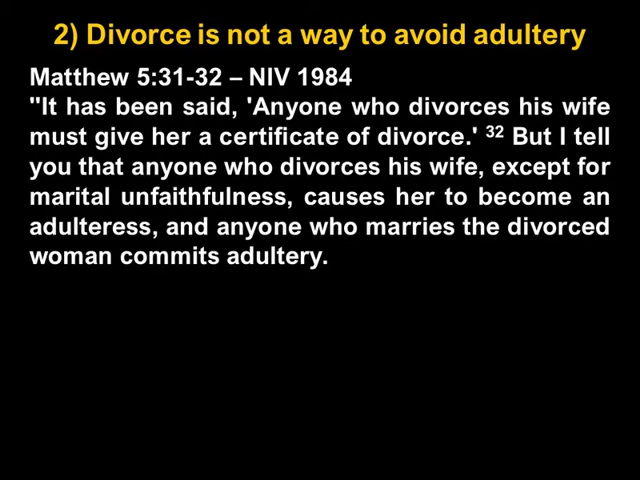 2) Divorce is not a way to avoid adultery
Matthew 5:31-32 – NIV 1984
"It has been said, 'Anyone who divorces his wife
must give her a certificate of divorce.' 32 But I tell
you that anyone who divorces his wife, except for
marital unfaithfulness, causes her to become an
adulteress, and anyone who marries the divorced
woman commits adultery.